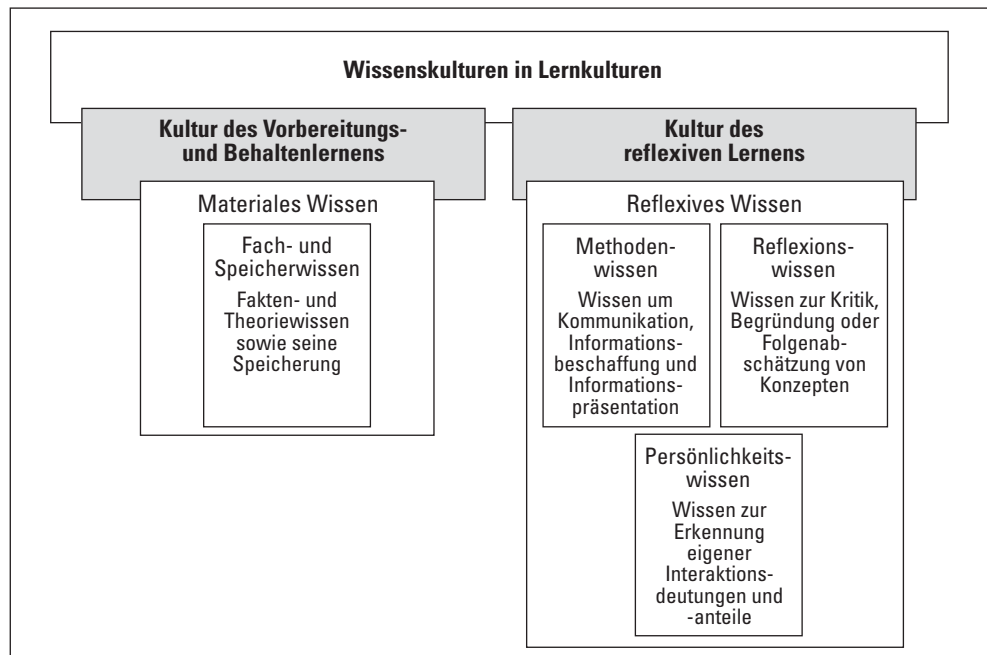 Wissenskulturen in Lernkulturen
Kultur des Vorbereitungs-
und Behaltenlernens
Materiales Wissen
Fach- und
Speicherwissen
Fakten- und
Theoriewissen
sowie seine
Speicherung
Kultur des
reflexiven Lernens
Reflexives Wissen
Methoden-
wissen
Wissen um
Kommunikation,
Informations-
beschaffung und
Informations-
präsentation
Reflexions-
wissen
Wissen zur Kritik,
Begründung oder
Folgenab-
schätzung von
Konzepten
Persönlichkeits-
wissen
Wissen zur
Erkennung
eigener
Interaktions-
deutungen und
-anteile